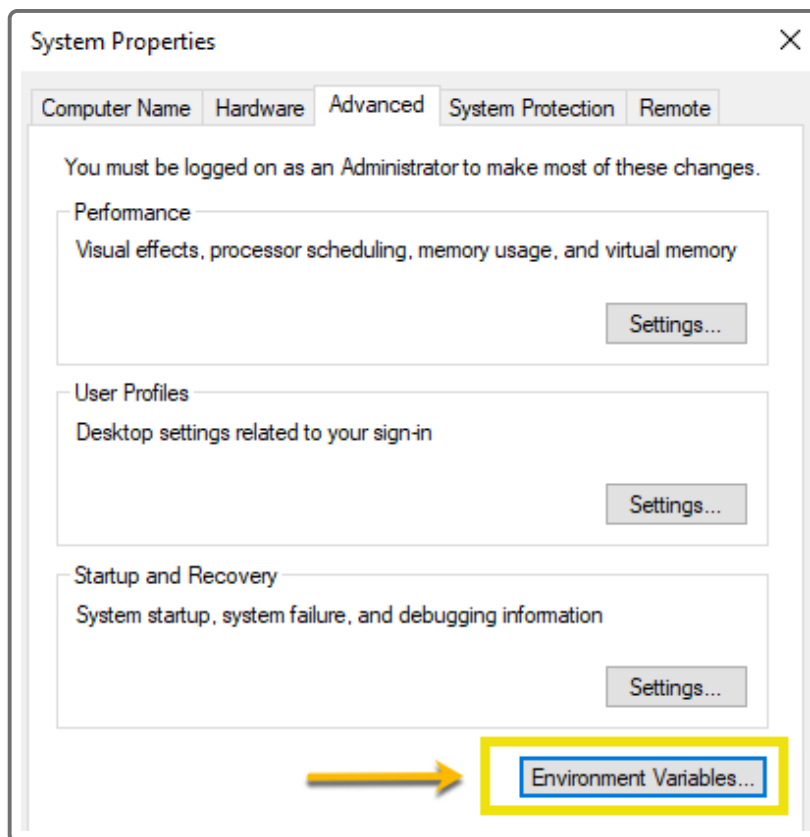 System Properties
Computer Name Hardware Advanced System Protection Remote
You must be logged on as an Administrator to make most of these changes.
Performance
Visual effects, processor scheduling, memory usage, and virtual memory
Settings...
User Profiles
Desktop settings related to your sign-in
Settings...
Startup and Recovery
System startup, system failure, and debugging information
Settings...
Environment Variables...